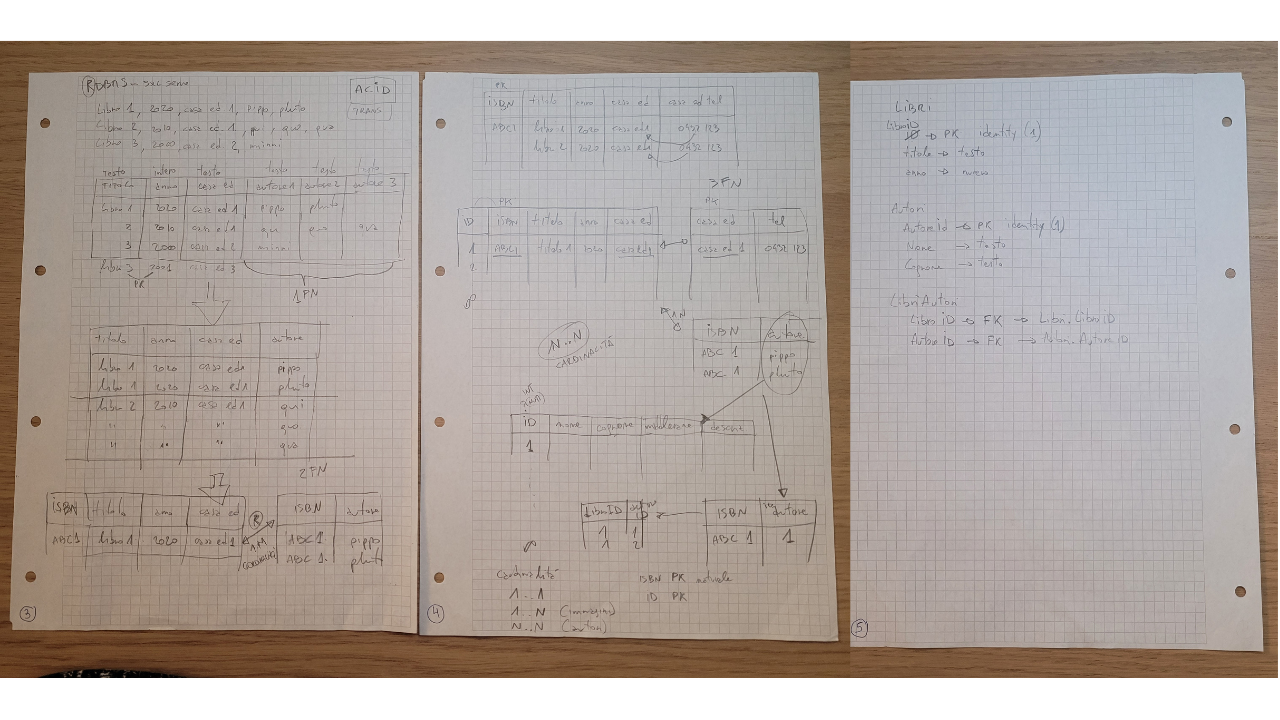 RDBMS - SQL Server
ACID
TRANS
Libro 1, 2020, casa ed 1, pippo, pluto
Libro 2, 2010, casa ed 1, qui, quo, qua
Libro 3, 2000, casa ed 2, minni
testo intero testo testo testo testo
titolo anno casa ed autore 1 autore 2 autore 3
libro 1 2020 casa ed 1 pippo pluto
2 2010 casa ed 1 qui quo qua
3 2000 casa ed 2 minni
libro 3 2001 casa ed 3
PK
1FN
titolo anno casa ed autore
libro 1 2020 casa ed 1 pippo
libro 1 2020 casa ed 1 pluto
libro 2 2010 casa ed 1 qui
" " " quo
" " " qua
2FN
ISBN titolo anno casa ed
ABC1 libro 1 2020 casa ed 1
R
1..N
ISBN autore
ABC 1 pippo
ABC 1 pluto
3
PK
ISBN titolo anno casa ed casa ed tel
ABC1 libro 1 2020 casa ed 1 0432 123
libro 2 2020 casa ed 1 0432 123
3FN
PK
ID ISBN titolo anno casa ed
1 ABC1 titolo 1 2020 casa ed 1
2
PK
casa ed tel
casa ed 1 0432 123
1 N
N..N
CARDINALITÀ
ISBN autore
ABC 1 pippo
ABC 1 pluto
ID nome cognome
1
LibroID autore ID
1 1
1 2
ISBN autore
ABC 1 1
Cardinalità
1..1
1..N (immagini)
N..N (autori)
ISBN PK naturale
ID PK
4
LIBRI
LibroID → PK identity (1)
titolo → testo
anno → numero
Autori
AutoreId → PK identity (1)
Nome → testo
Cognome → testo
LibriAutori
LibroID → FK → Libri.LibroID
AutoreID → FK → Autori.AutoreID
5